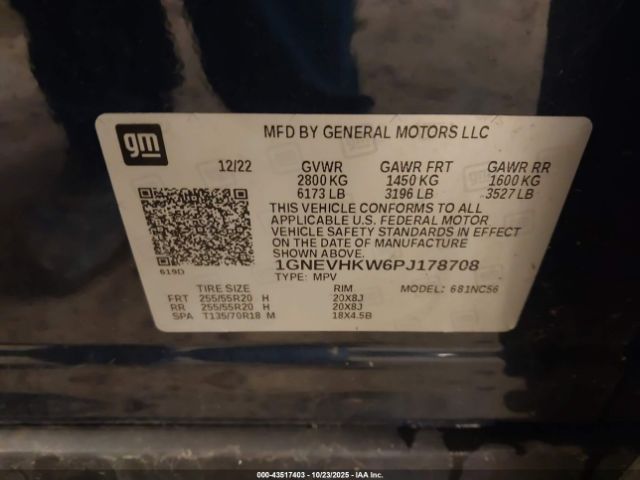 gm
MFD BY GENERAL MOTORS LLC
12/22 GVWR GAWR FRT GAWR RR
2800 KG 1450 KG 1600 KG
6173 LB 3196 LB 3527 LB
THIS VEHICLE CONFORMS TO ALL
APPLICABLE U.S. FEDERAL MOTOR
VEHICLE SAFETY STANDARDS IN EFFECT
ON THE DATE OF MANUFACTURE
SHOWN ABOVE.
619D
1GNEVHKW6PJ178708
TYPE: MPV MODEL: 681NC56
TIRE SIZE RIM
FRT 255/55R20 H 20X8J
RR 255/55R20 H 20X8J
SPA T135/70R18 M 18X4.5B
000-43517403 - 10/23/2025 - IAA Inc.